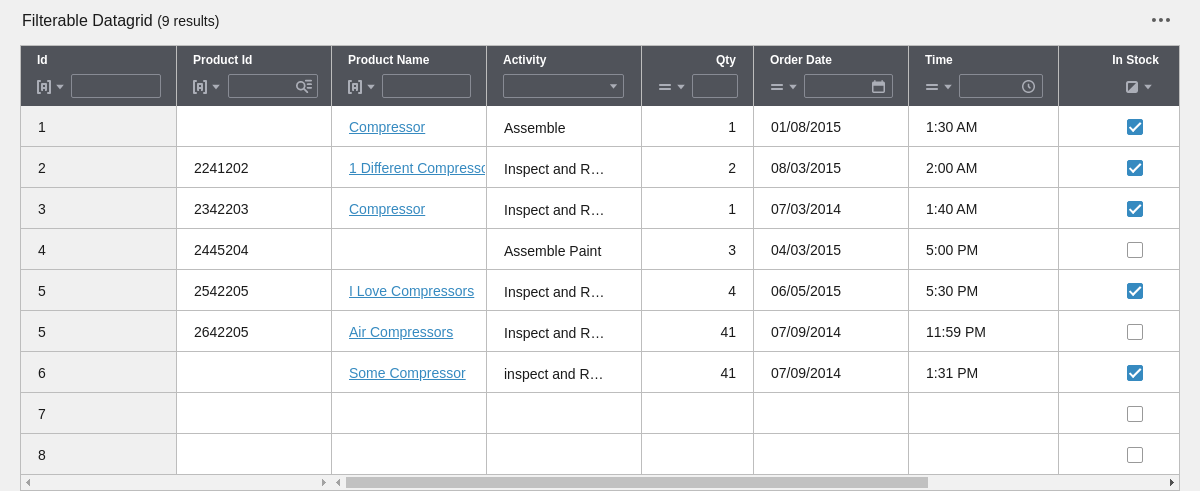 Filterable Datagrid (9 results)
Id Product Id Product Name Activity Qty Order Date Time In Stock
1 Compressor Assemble 1 01/08/2015 1:30 AM
2 2241202 1 Different Compresso Inspect and R… 2 08/03/2015 2:00 AM
3 2342203 Compressor Inspect and R… 1 07/03/2014 1:40 AM
4 2445204 Assemble Paint 3 04/03/2015 5:00 PM
5 2542205 I Love Compressors Inspect and R… 4 06/05/2015 5:30 PM
5 2642205 Air Compressors Inspect and R… 41 07/09/2014 11:59 PM
6 Some Compressor inspect and R… 41 07/09/2014 1:31 PM
7
8